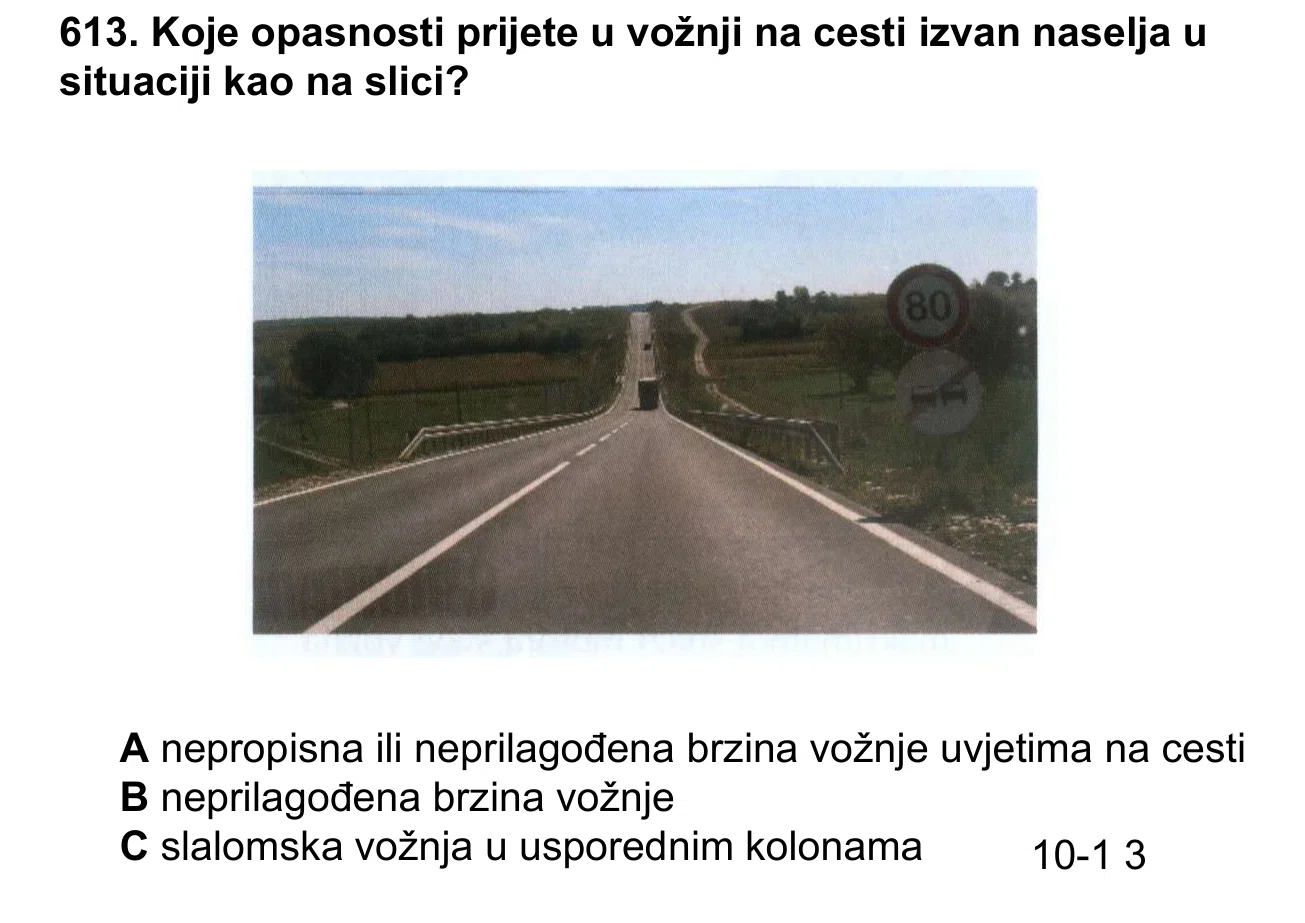 613. Koje opasnosti prijete u vožnji na cesti izvan naselja u
situaciji kao na slici?
80
A nepropisna ili neprilagođena brzina vožnje uvjetima na cesti
B neprilagođena brzina vožnje
C slalomska vožnja u usporednim kolonama
10-1 3